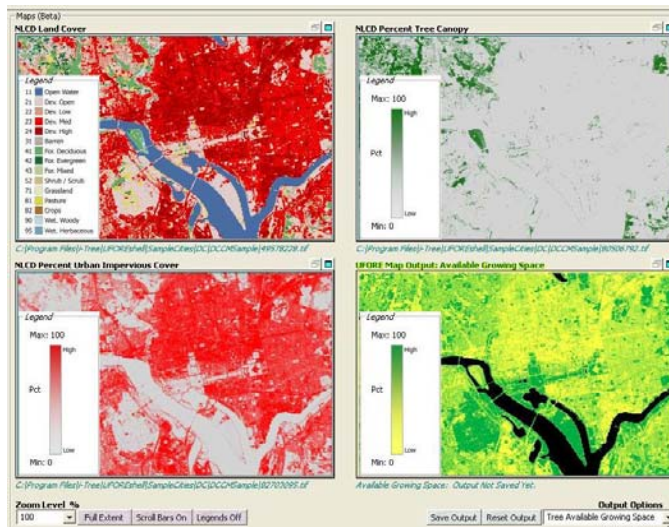 Maps (Beta)
NLCD Land Cover
Legend
11 Open Water
21 Dev. Open
22 Dev. Low
23 Dev. Med
24 Dev. High
31 Barren
41 For. Deciduous
42 For. Evergreen
43 For. Mixed
52 Shrub / Scrub
71 Grassland
81 Pasture
82 Crops
90 Wet. Woody
95 Wet. Herbaceous
NLCD Percent Tree Canopy
Legend
Max: 100
High
Pct
Low
Min: 0
NLCD Percent Urban Impervious Cover
Legend
Max: 100
High
Pct
Low
Min: 0
UFORE Map Output: Available Growing Space
Legend
Max: 100
High
Pct
Low
Min: 0
Available Growing Space: Output Not Saved Yet.
Zoom Level %
100
Full Extent
Scroll Bars On
Legends Off
Output Options
Save Output
Reset Output
Tree Available Growing Space